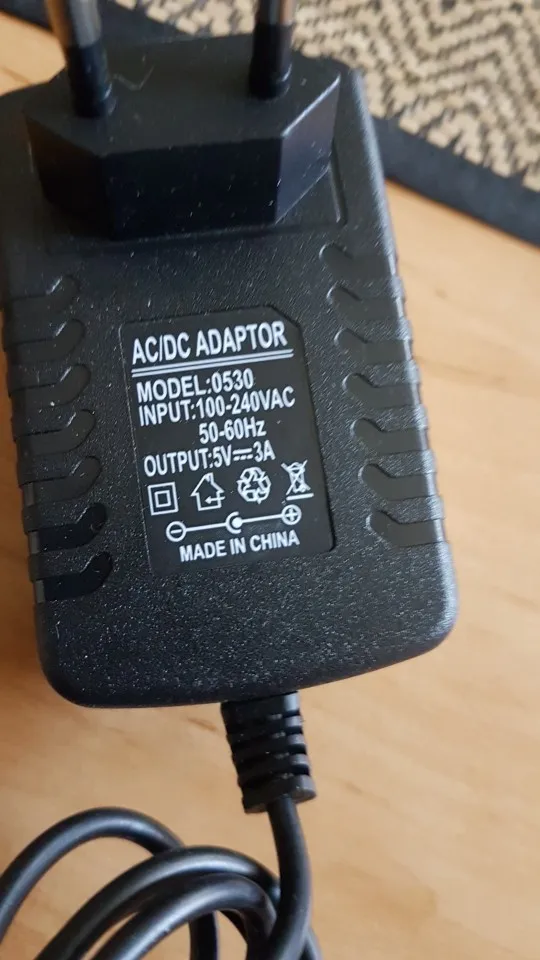 AC/DC ADAPTOR
MODEL:0530
INPUT:100-240VAC
50-60Hz
OUTPUT:5V⎓3A
MADE IN CHINA